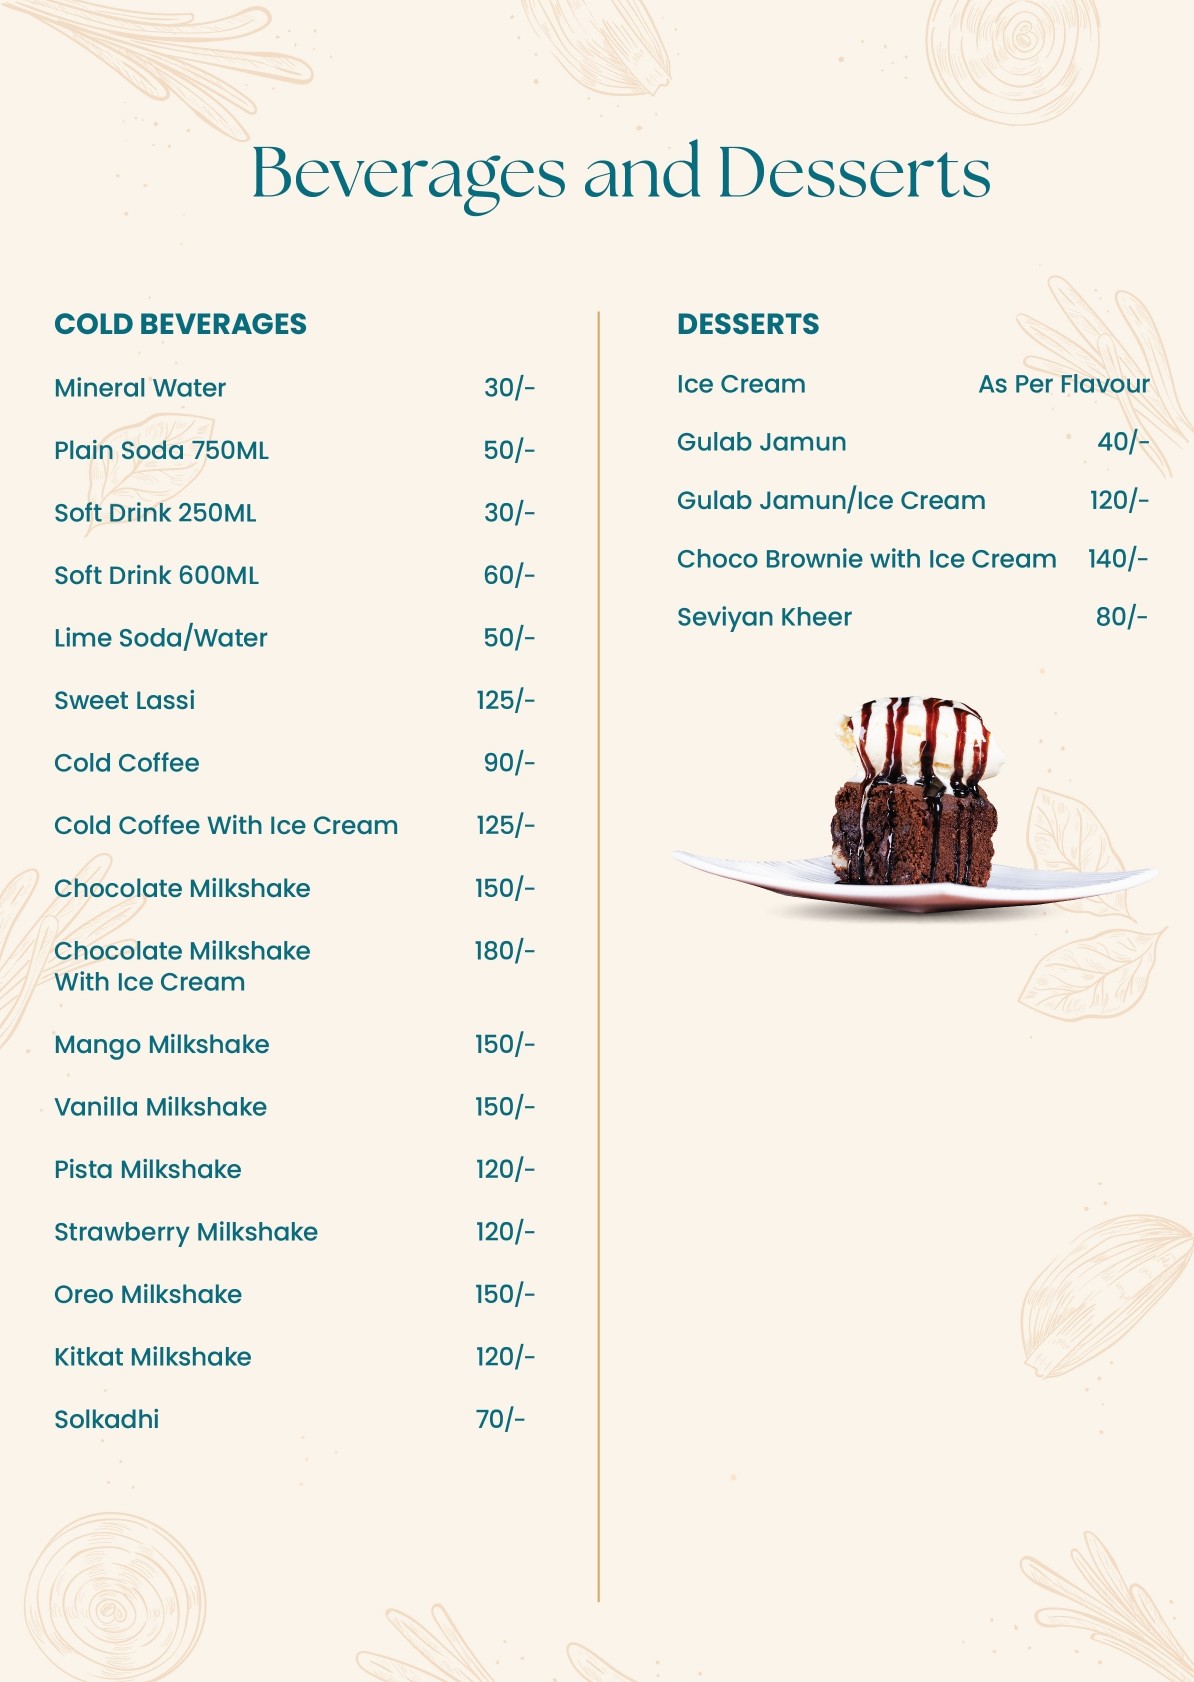 Beverages and Desserts
COLD BEVERAGES
Mineral Water 30/-
Plain Soda 750ML 50/-
Soft Drink 250ML 30/-
Soft Drink 600ML 60/-
Lime Soda/Water 50/-
Sweet Lassi 125/-
Cold Coffee 90/-
Cold Coffee With Ice Cream 125/-
Chocolate Milkshake 150/-
Chocolate Milkshake 180/-
With Ice Cream
Mango Milkshake 150/-
Vanilla Milkshake 150/-
Pista Milkshake 120/-
Strawberry Milkshake 120/-
Oreo Milkshake 150/-
Kitkat Milkshake 120/-
Solkadhi 70/-
DESSERTS
Ice Cream As Per Flavour
Gulab Jamun 40/-
Gulab Jamun/Ice Cream 120/-
Choco Brownie with Ice Cream 140/-
Seviyan Kheer 80/-